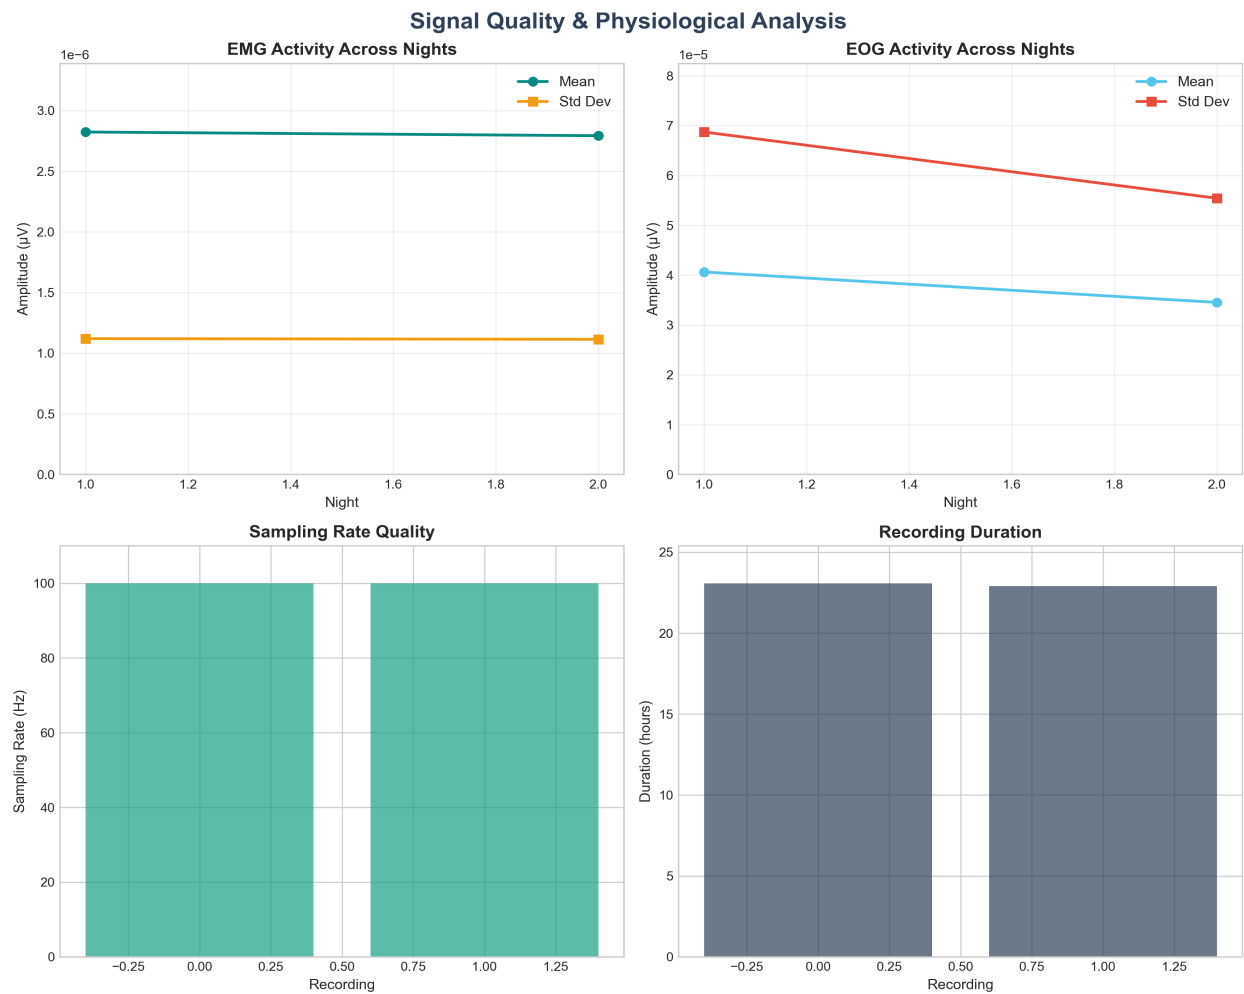 Signal Quality & Physiological Analysis
EMG Activity Across Nights
1e−6
Mean
Std Dev
3.0
2.5
2.0
1.5
1.0
0.5
0.0
Amplitude (μV)
1.0 1.2 1.4 1.6 1.8 2.0
Night
EOG Activity Across Nights
1e−5
Mean
Std Dev
8
7
6
5
4
3
2
1
0
Amplitude (μV)
1.0 1.2 1.4 1.6 1.8 2.0
Night
Sampling Rate Quality
100
80
60
40
20
0
Sampling Rate (Hz)
−0.25 0.00 0.25 0.50 0.75 1.00 1.25
Recording
Recording Duration
25
20
15
10
5
0
Duration (hours)
−0.25 0.00 0.25 0.50 0.75 1.00 1.25
Recording